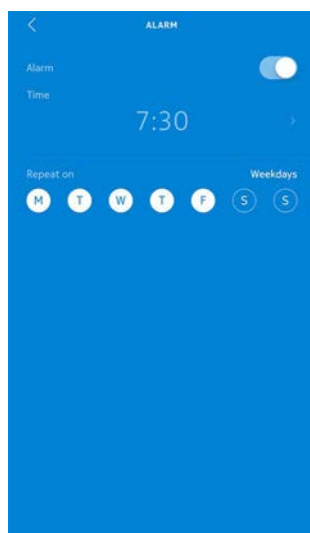 ALARM
Alarm
Time
7:30
Repeat on Weekdays
M T W T F S S